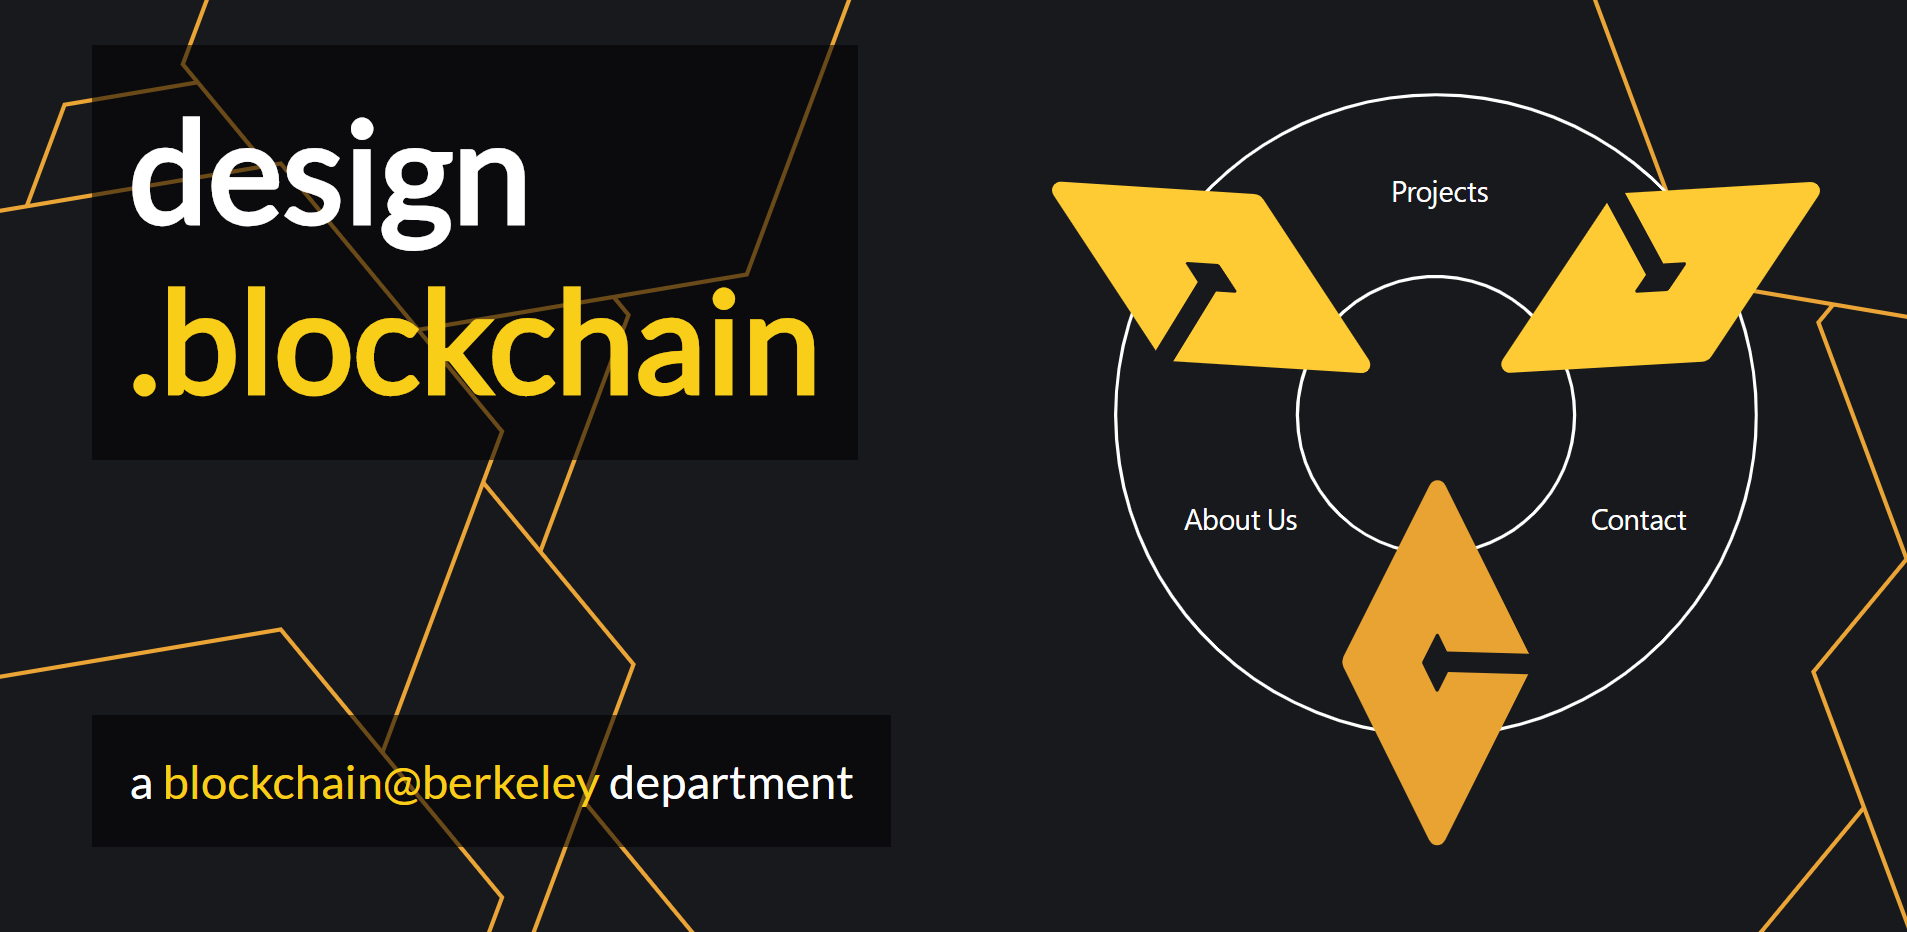 design
.blockchain
a blockchain@berkeley department
Projects
About Us
Contact